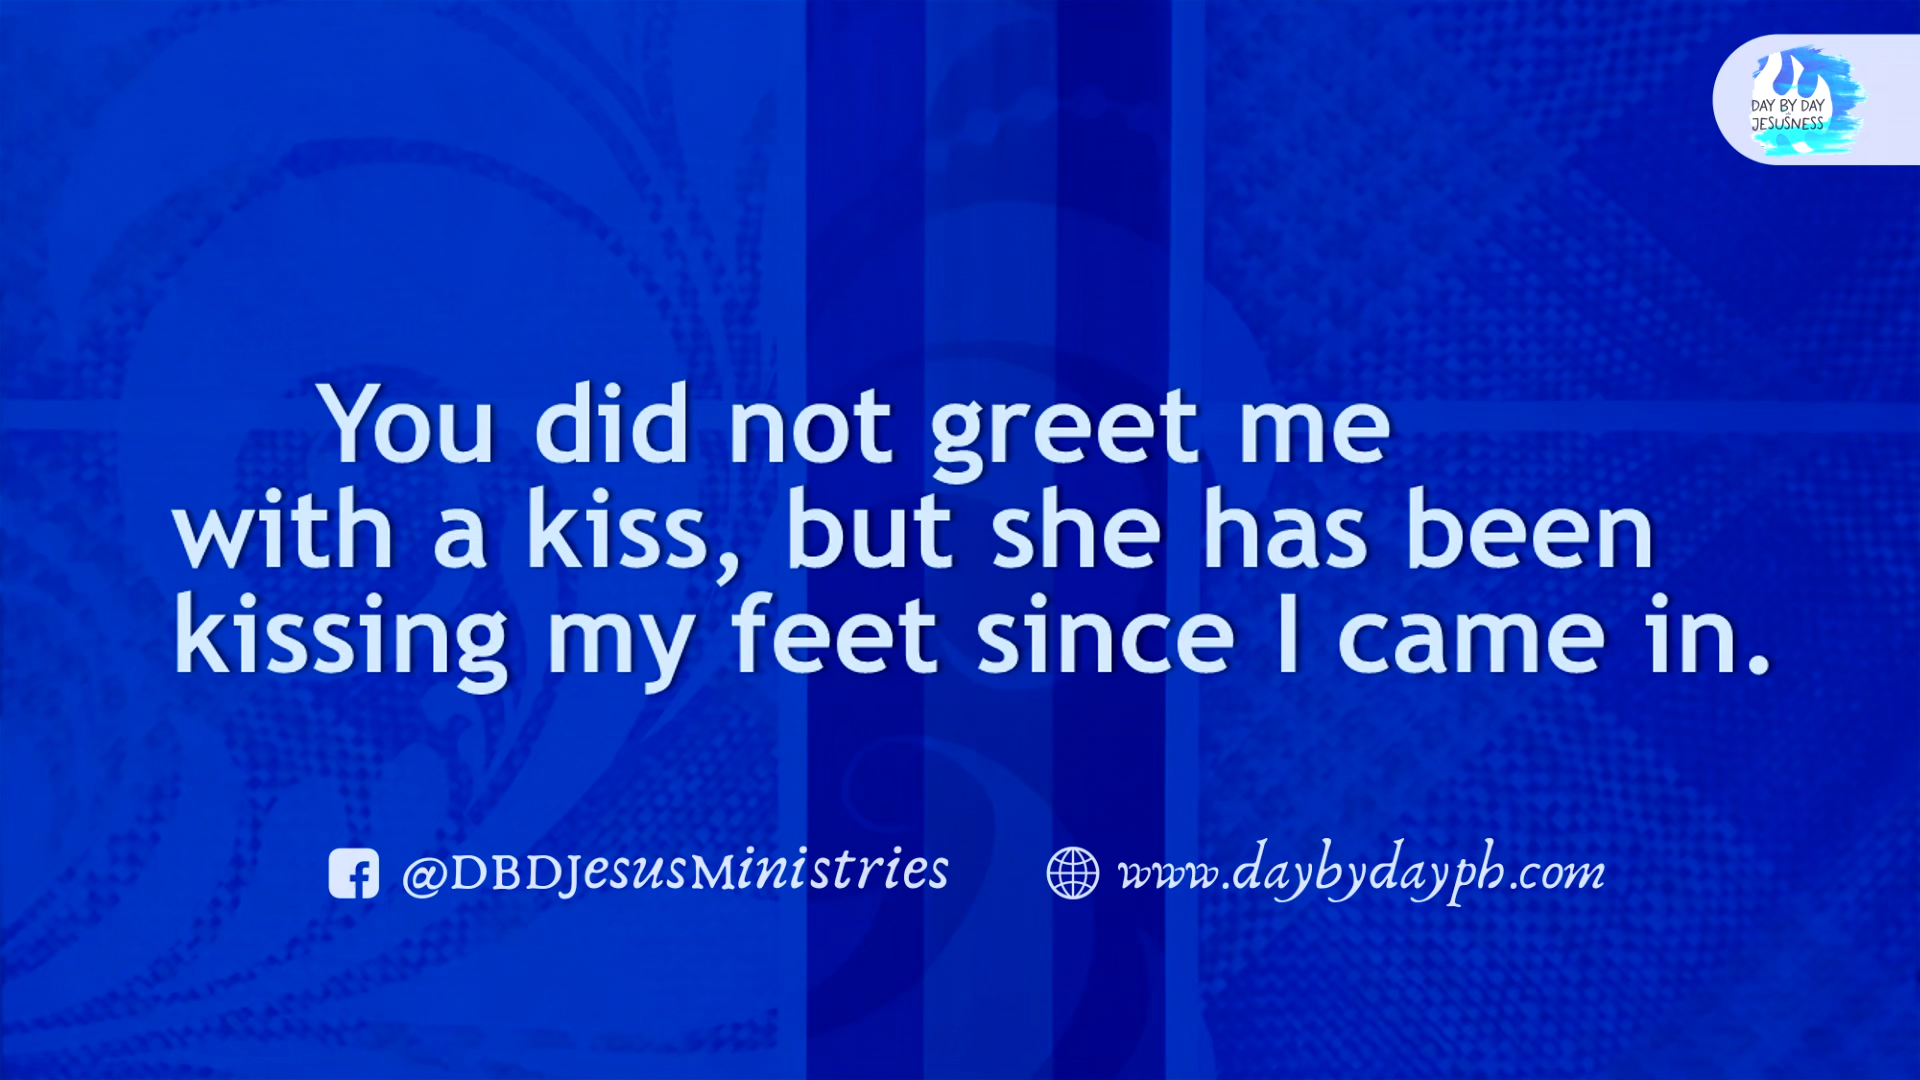 DAY BY DAY
JESUSNESS
You did not greet me
with a kiss, but she has been
kissing my feet since I came in.
@DBDJesusMinistries
www.daybydayph.com